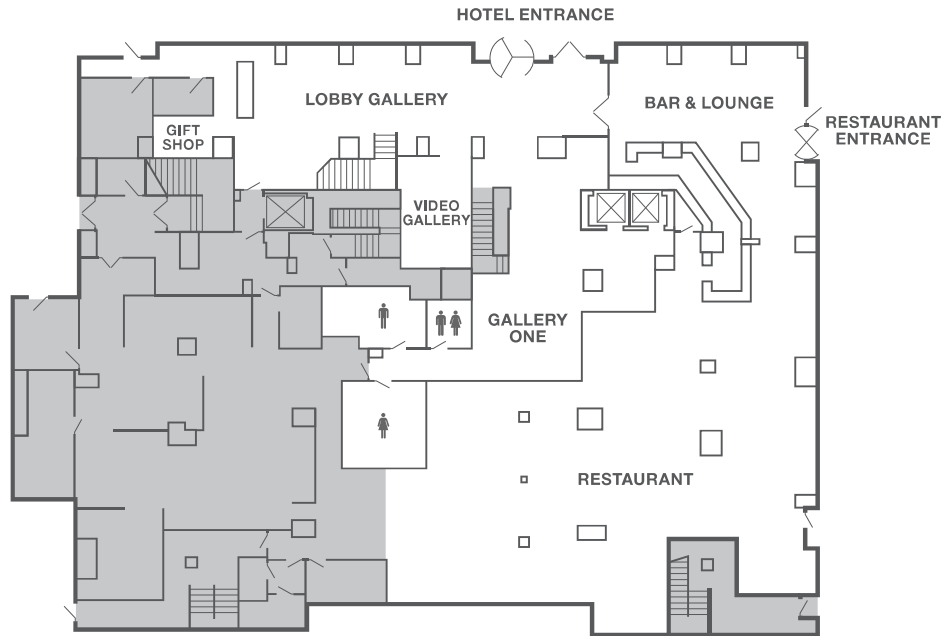 HOTEL ENTRANCE
LOBBY GALLERY
BAR & LOUNGE
RESTAURANT
ENTRANCE
GIFT
SHOP
VIDEO
GALLERY
GALLERY
ONE
RESTAURANT